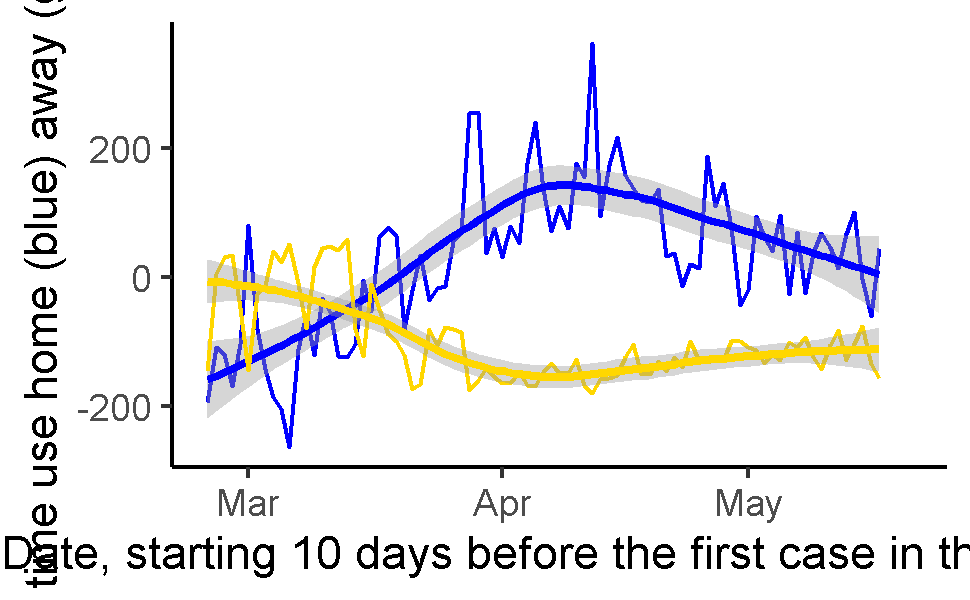 time use home (blue) away (
200
0
-200
Mar Apr May
Date, starting 10 days before the first case in th